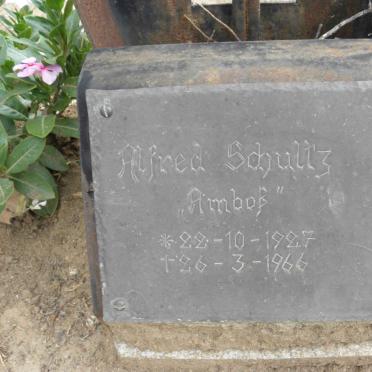 Alfred Schultz
„Amboß"
*22-10-1927
†26-3-1966